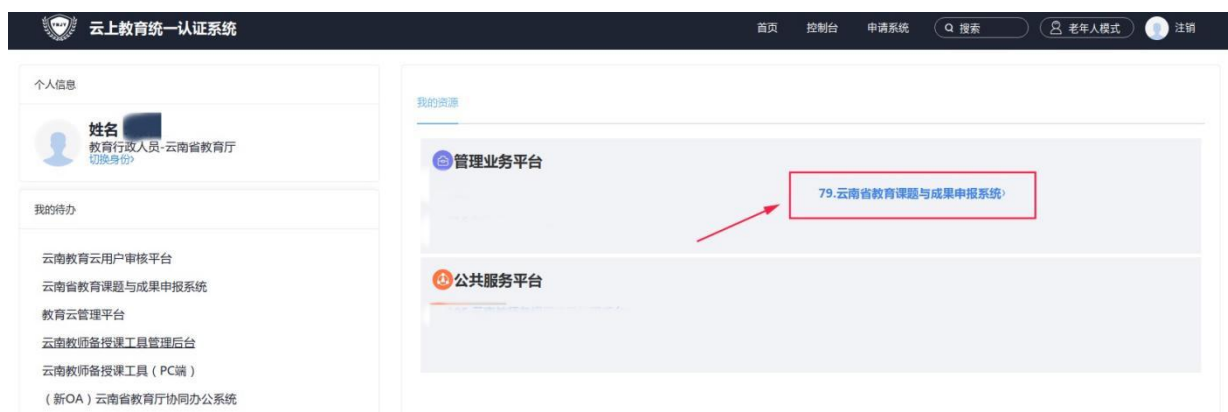 YSJY
云上教育统一认证系统
首页 控制台 申请系统 搜索 老年人模式 注销
个人信息
姓名
教育行政人员-云南省教育厅
切换身份>
我的待办
云南教育云用户审核平台
云南省教育课题与成果申报系统
教育云管理平台
云南教师备授课工具管理后台
云南教师备授课工具（PC端）
（新OA）云南省教育厅协同办公系统
我的资源
管理业务平台
79.云南省教育课题与成果申报系统>
公共服务平台